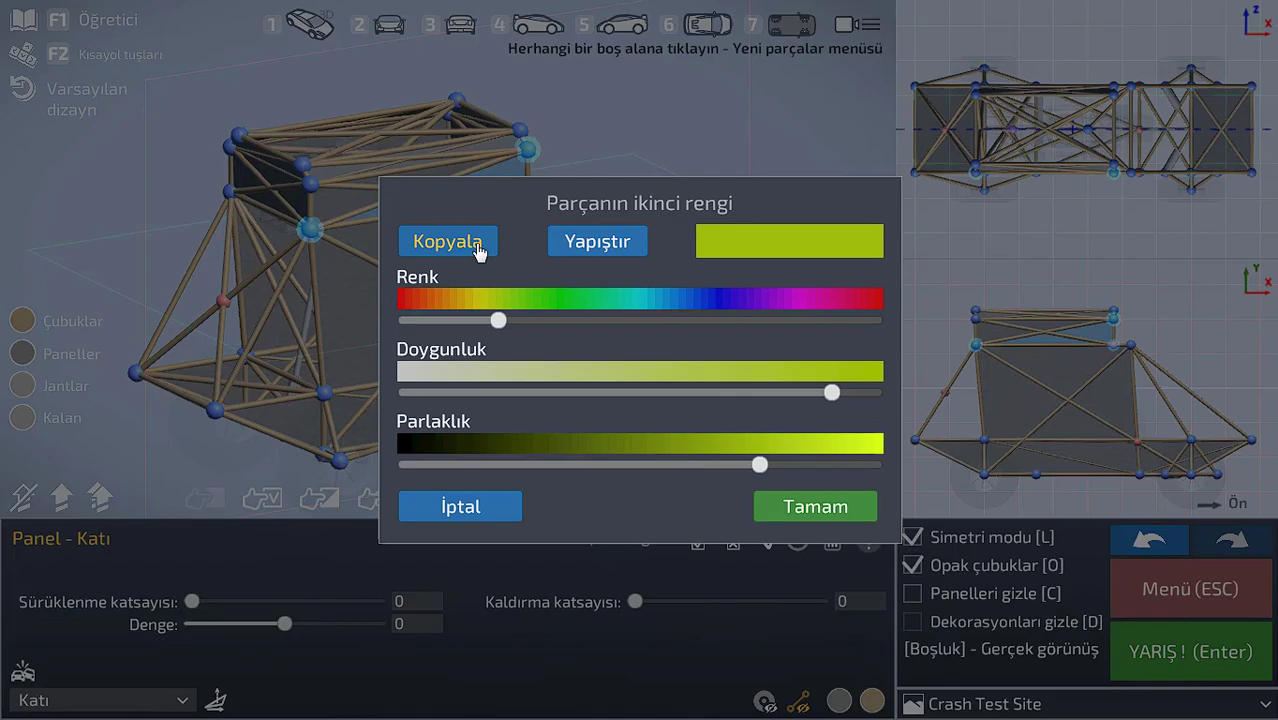 F1 Öğretici
F2 Kısayol tuşları
Varsayılan
dizayn
1 3D 2 3 4 5 6 7
Herhangi bir boş alana tıklayın - Yeni parçalar menüsü
Z
X
Parçanın ikinci rengi
Kopyala Yapıştır
Renk
Doygunluk
Parlaklık
İptal Tamam
Çubuklar
Paneller
Jantlar
Kalan
Y
X
Ön
Panel - Katı
Sürüklenme katsayısı: 0
Kaldırma katsayısı: 0
Denge: 0
Katı
Simetri modu [L]
Opak çubuklar [O]
Panelleri gizle [C]
Dekorasyonları gizle [D]
[Boşluk] - Gerçek görünüş
Menü (ESC)
YARIŞ ! (Enter)
Crash Test Site